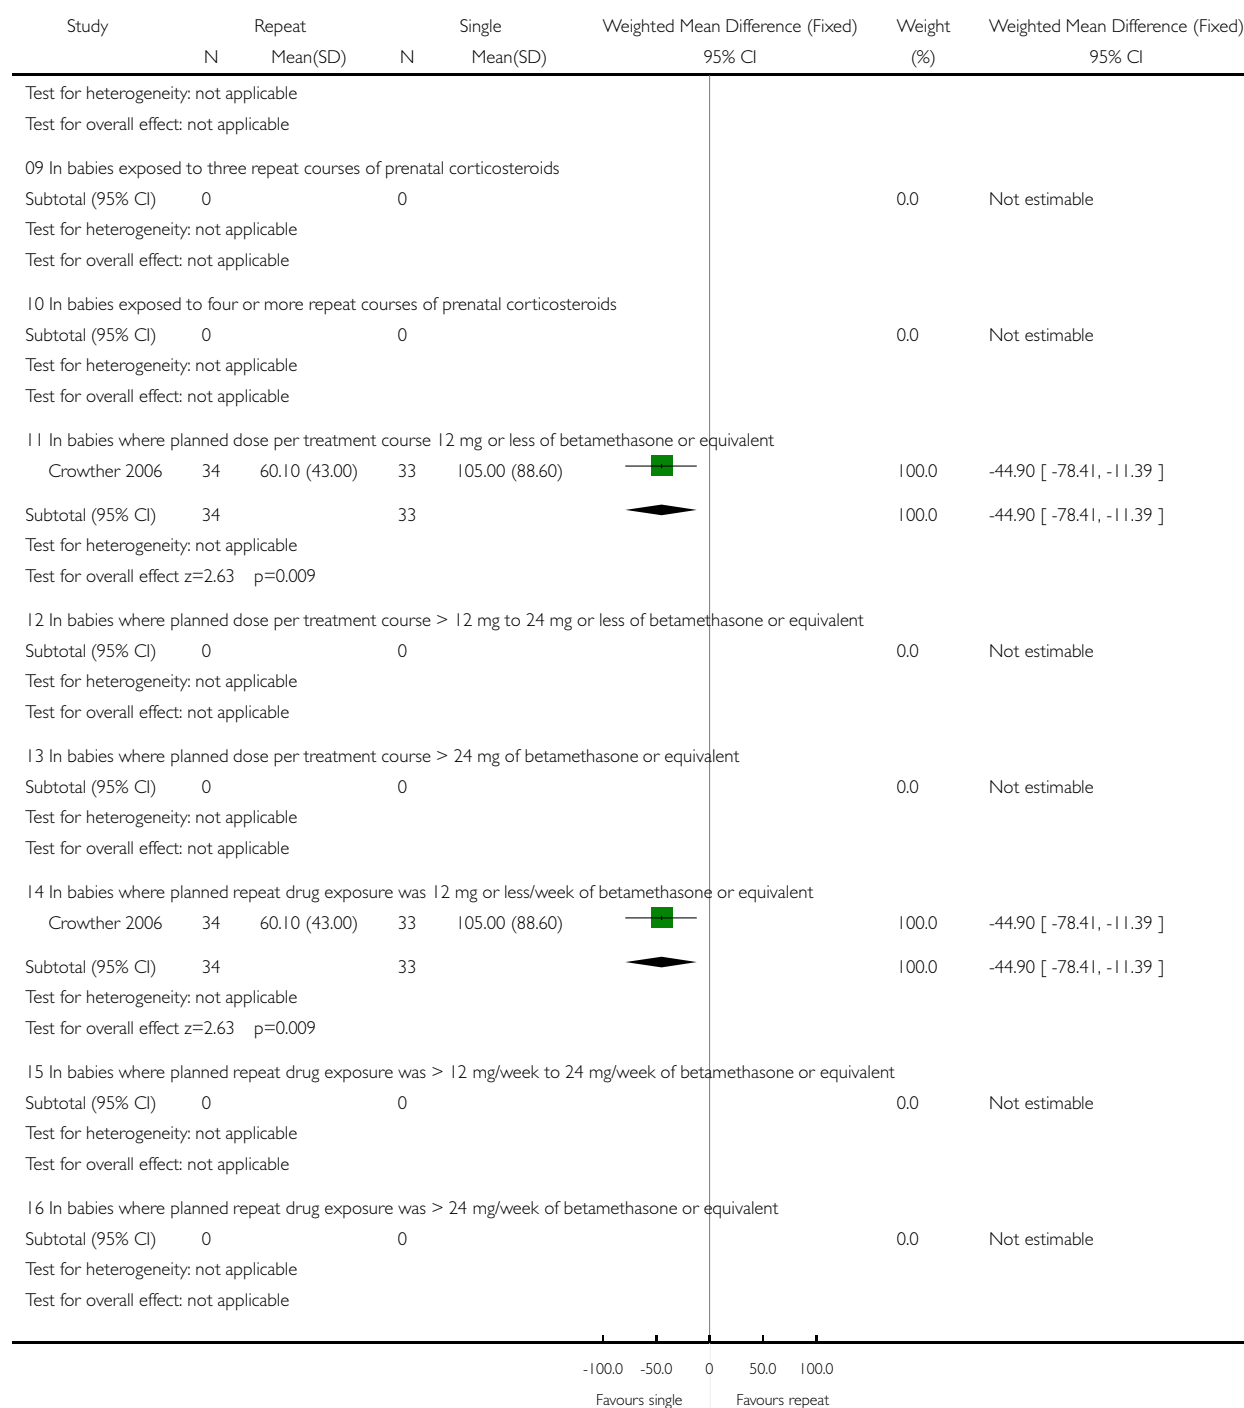 Study Repeat Single Weighted Mean Difference (Fixed) Weight Weighted Mean Difference (Fixed)
N Mean(SD) N Mean(SD) 95% CI (%) 95% CI
Test for heterogeneity: not applicable
Test for overall effect: not applicable
09 In babies exposed to three repeat courses of prenatal corticosteroids
Subtotal (95% CI) 0 0 0.0 Not estimable
Test for heterogeneity: not applicable
Test for overall effect: not applicable
10 In babies exposed to four or more repeat courses of prenatal corticosteroids
Subtotal (95% CI) 0 0 0.0 Not estimable
Test for heterogeneity: not applicable
Test for overall effect: not applicable
11 In babies where planned dose per treatment course 12 mg or less of betamethasone or equivalent
Crowther 2006 34 60.10 (43.00) 33 105.00 (88.60) 100.0 -44.90 [ -78.41, -11.39 ]
Subtotal (95% CI) 34 33 100.0 -44.90 [ -78.41, -11.39 ]
Test for heterogeneity: not applicable
Test for overall effect z=2.63 p=0.009
12 In babies where planned dose per treatment course > 12 mg to 24 mg or less of betamethasone or equivalent
Subtotal (95% CI) 0 0 0.0 Not estimable
Test for heterogeneity: not applicable
Test for overall effect: not applicable
13 In babies where planned dose per treatment course > 24 mg of betamethasone or equivalent
Subtotal (95% CI) 0 0 0.0 Not estimable
Test for heterogeneity: not applicable
Test for overall effect: not applicable
14 In babies where planned repeat drug exposure was 12 mg or less/week of betamethasone or equivalent
Crowther 2006 34 60.10 (43.00) 33 105.00 (88.60) 100.0 -44.90 [ -78.41, -11.39 ]
Subtotal (95% CI) 34 33 100.0 -44.90 [ -78.41, -11.39 ]
Test for heterogeneity: not applicable
Test for overall effect z=2.63 p=0.009
15 In babies where planned repeat drug exposure was > 12 mg/week to 24 mg/week of betamethasone or equivalent
Subtotal (95% CI) 0 0 0.0 Not estimable
Test for heterogeneity: not applicable
Test for overall effect: not applicable
16 In babies where planned repeat drug exposure was > 24 mg/week of betamethasone or equivalent
Subtotal (95% CI) 0 0 0.0 Not estimable
Test for heterogeneity: not applicable
Test for overall effect: not applicable
-100.0 -50.0 0 50.0 100.0
Favours single Favours repeat